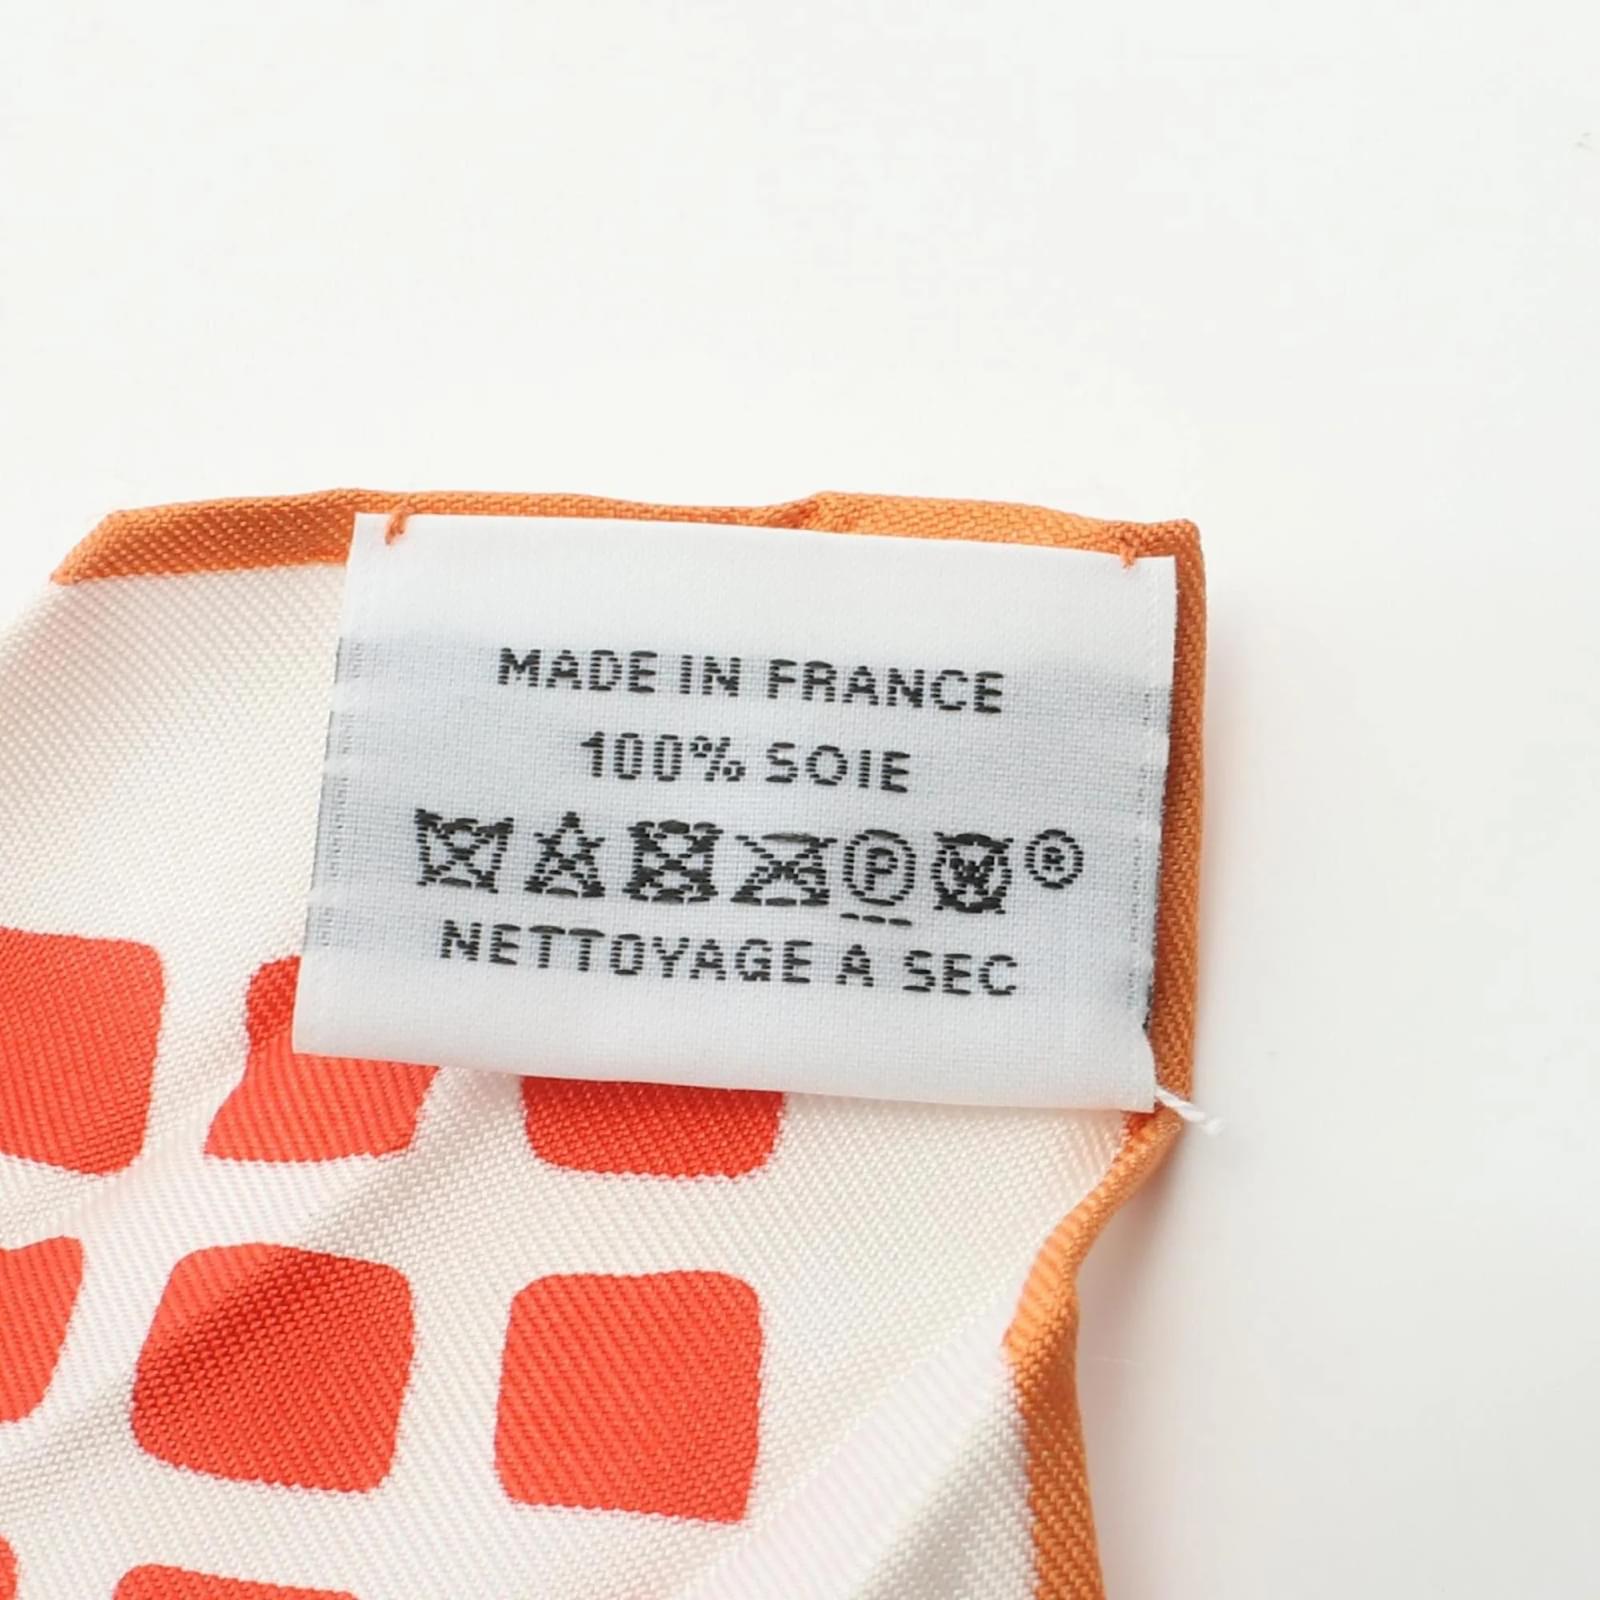 MADE IN FRANCE
100% SOIE
P W ®
NETTOYAGE A SEC